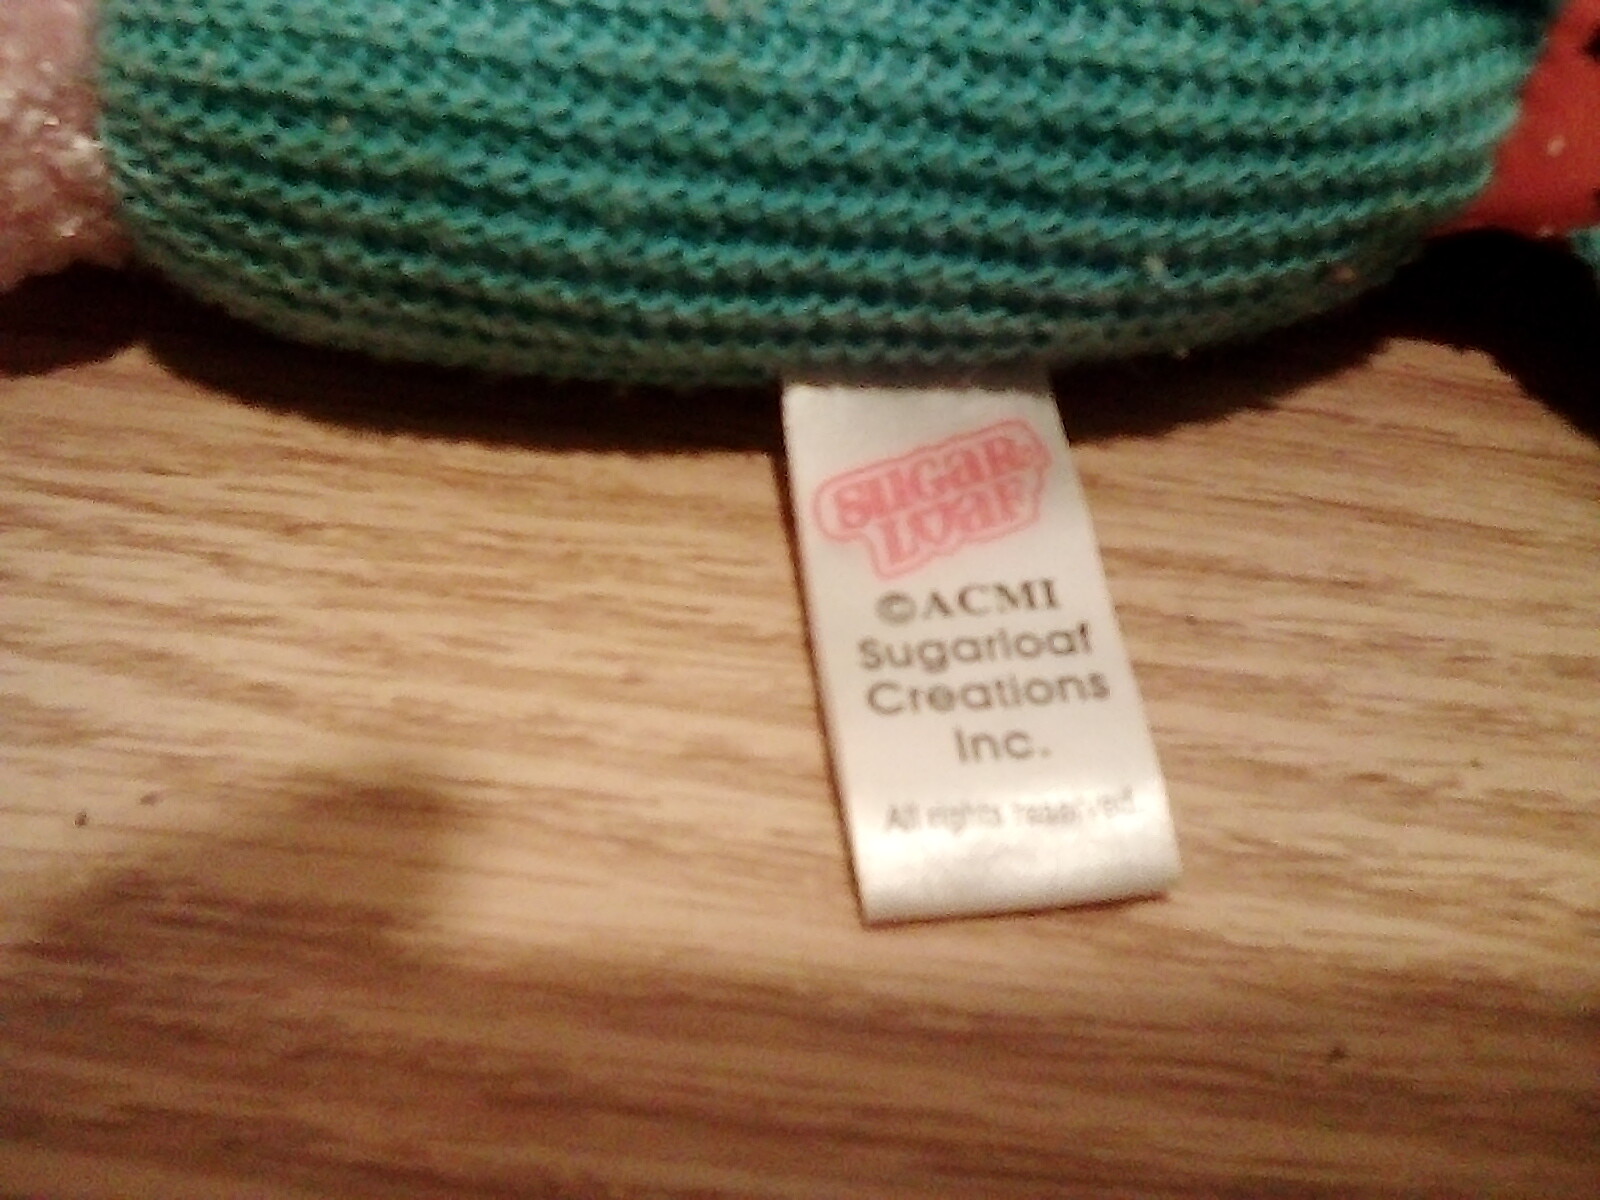 SUGAR
LOAF
©ACMI
Sugarloaf
Creations
Inc.
All rights reserved.